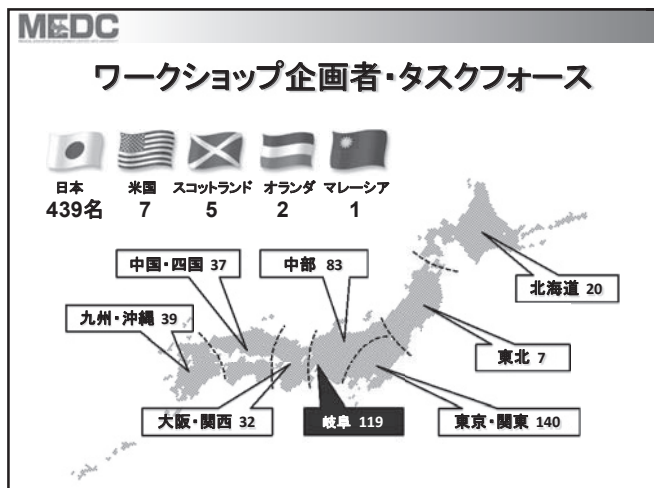 MEDC
ワークショップ企画者・タスクフォース
日本 米国 スコットランド オランダ マレーシア
439名 7 5 2 1
中国・四国 37
中部 83
北海道 20
九州・沖縄 39
東北 7
大阪・関西 32
岐阜 119
東京・関東 140